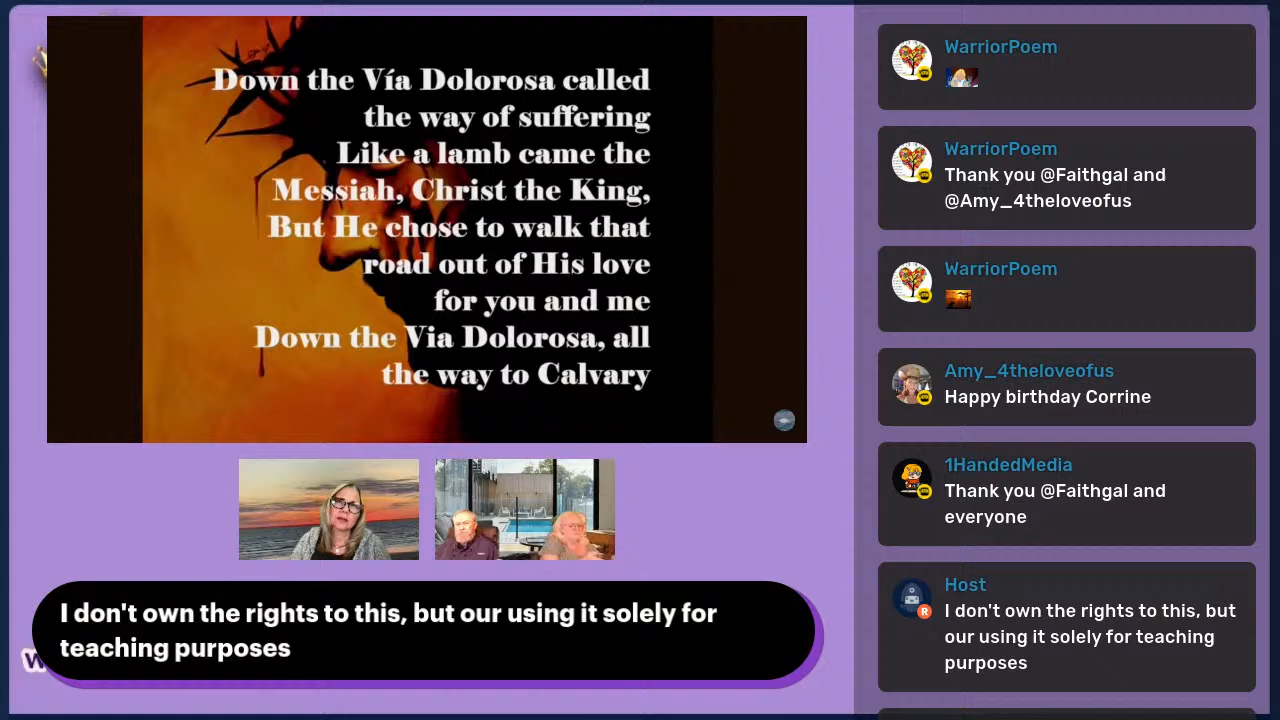 Down the Vía Dolorosa called
the way of suffering
Like a lamb came the
Messiah, Christ the King,
But He chose to walk that
road out of His love
for you and me
Down the Via Dolorosa, all
the way to Calvary
I don't own the rights to this, but our using it solely for
teaching purposes
W
WarriorPoem
WarriorPoem
Thank you @Faithgal and
@Amy_4theloveofus
WarriorPoem
Amy_4theloveofus
Happy birthday Corrine
1HandedMedia
Thank you @Faithgal and
everyone
Host
R
I don't own the rights to this, but
our using it solely for teaching
purposes